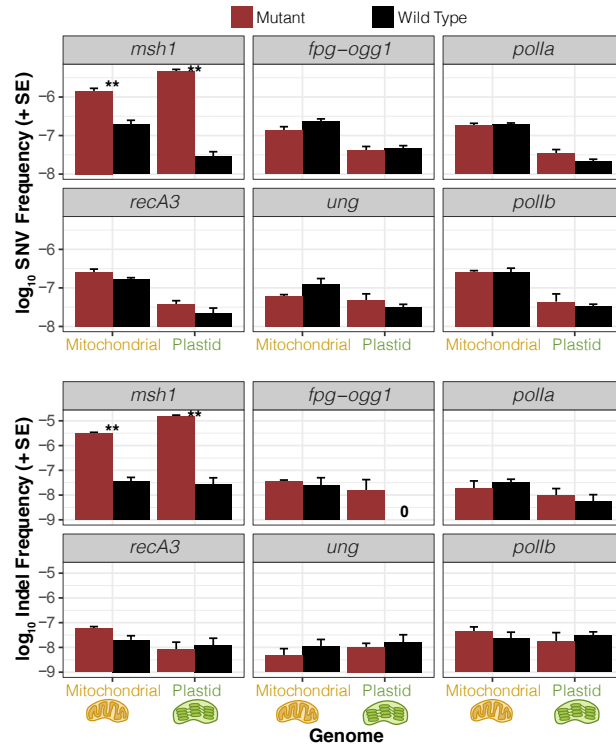 Mutant Wild Type
msh1 fpg−ogg1 polIa
−6
−7
−8
recA3 ung polIb
−6
−7
−8
log10 SNV Frequency (+ SE)
** **
Mitochondrial Plastid Mitochondrial Plastid Mitochondrial Plastid
msh1 fpg−ogg1 polIa
−5
−6
−7
−8
−9
** **
0
recA3 ung polIb
−5
−6
−7
−8
−9
log10 Indel Frequency (+ SE)
Mitochondrial Plastid Mitochondrial Plastid Mitochondrial Plastid
Genome